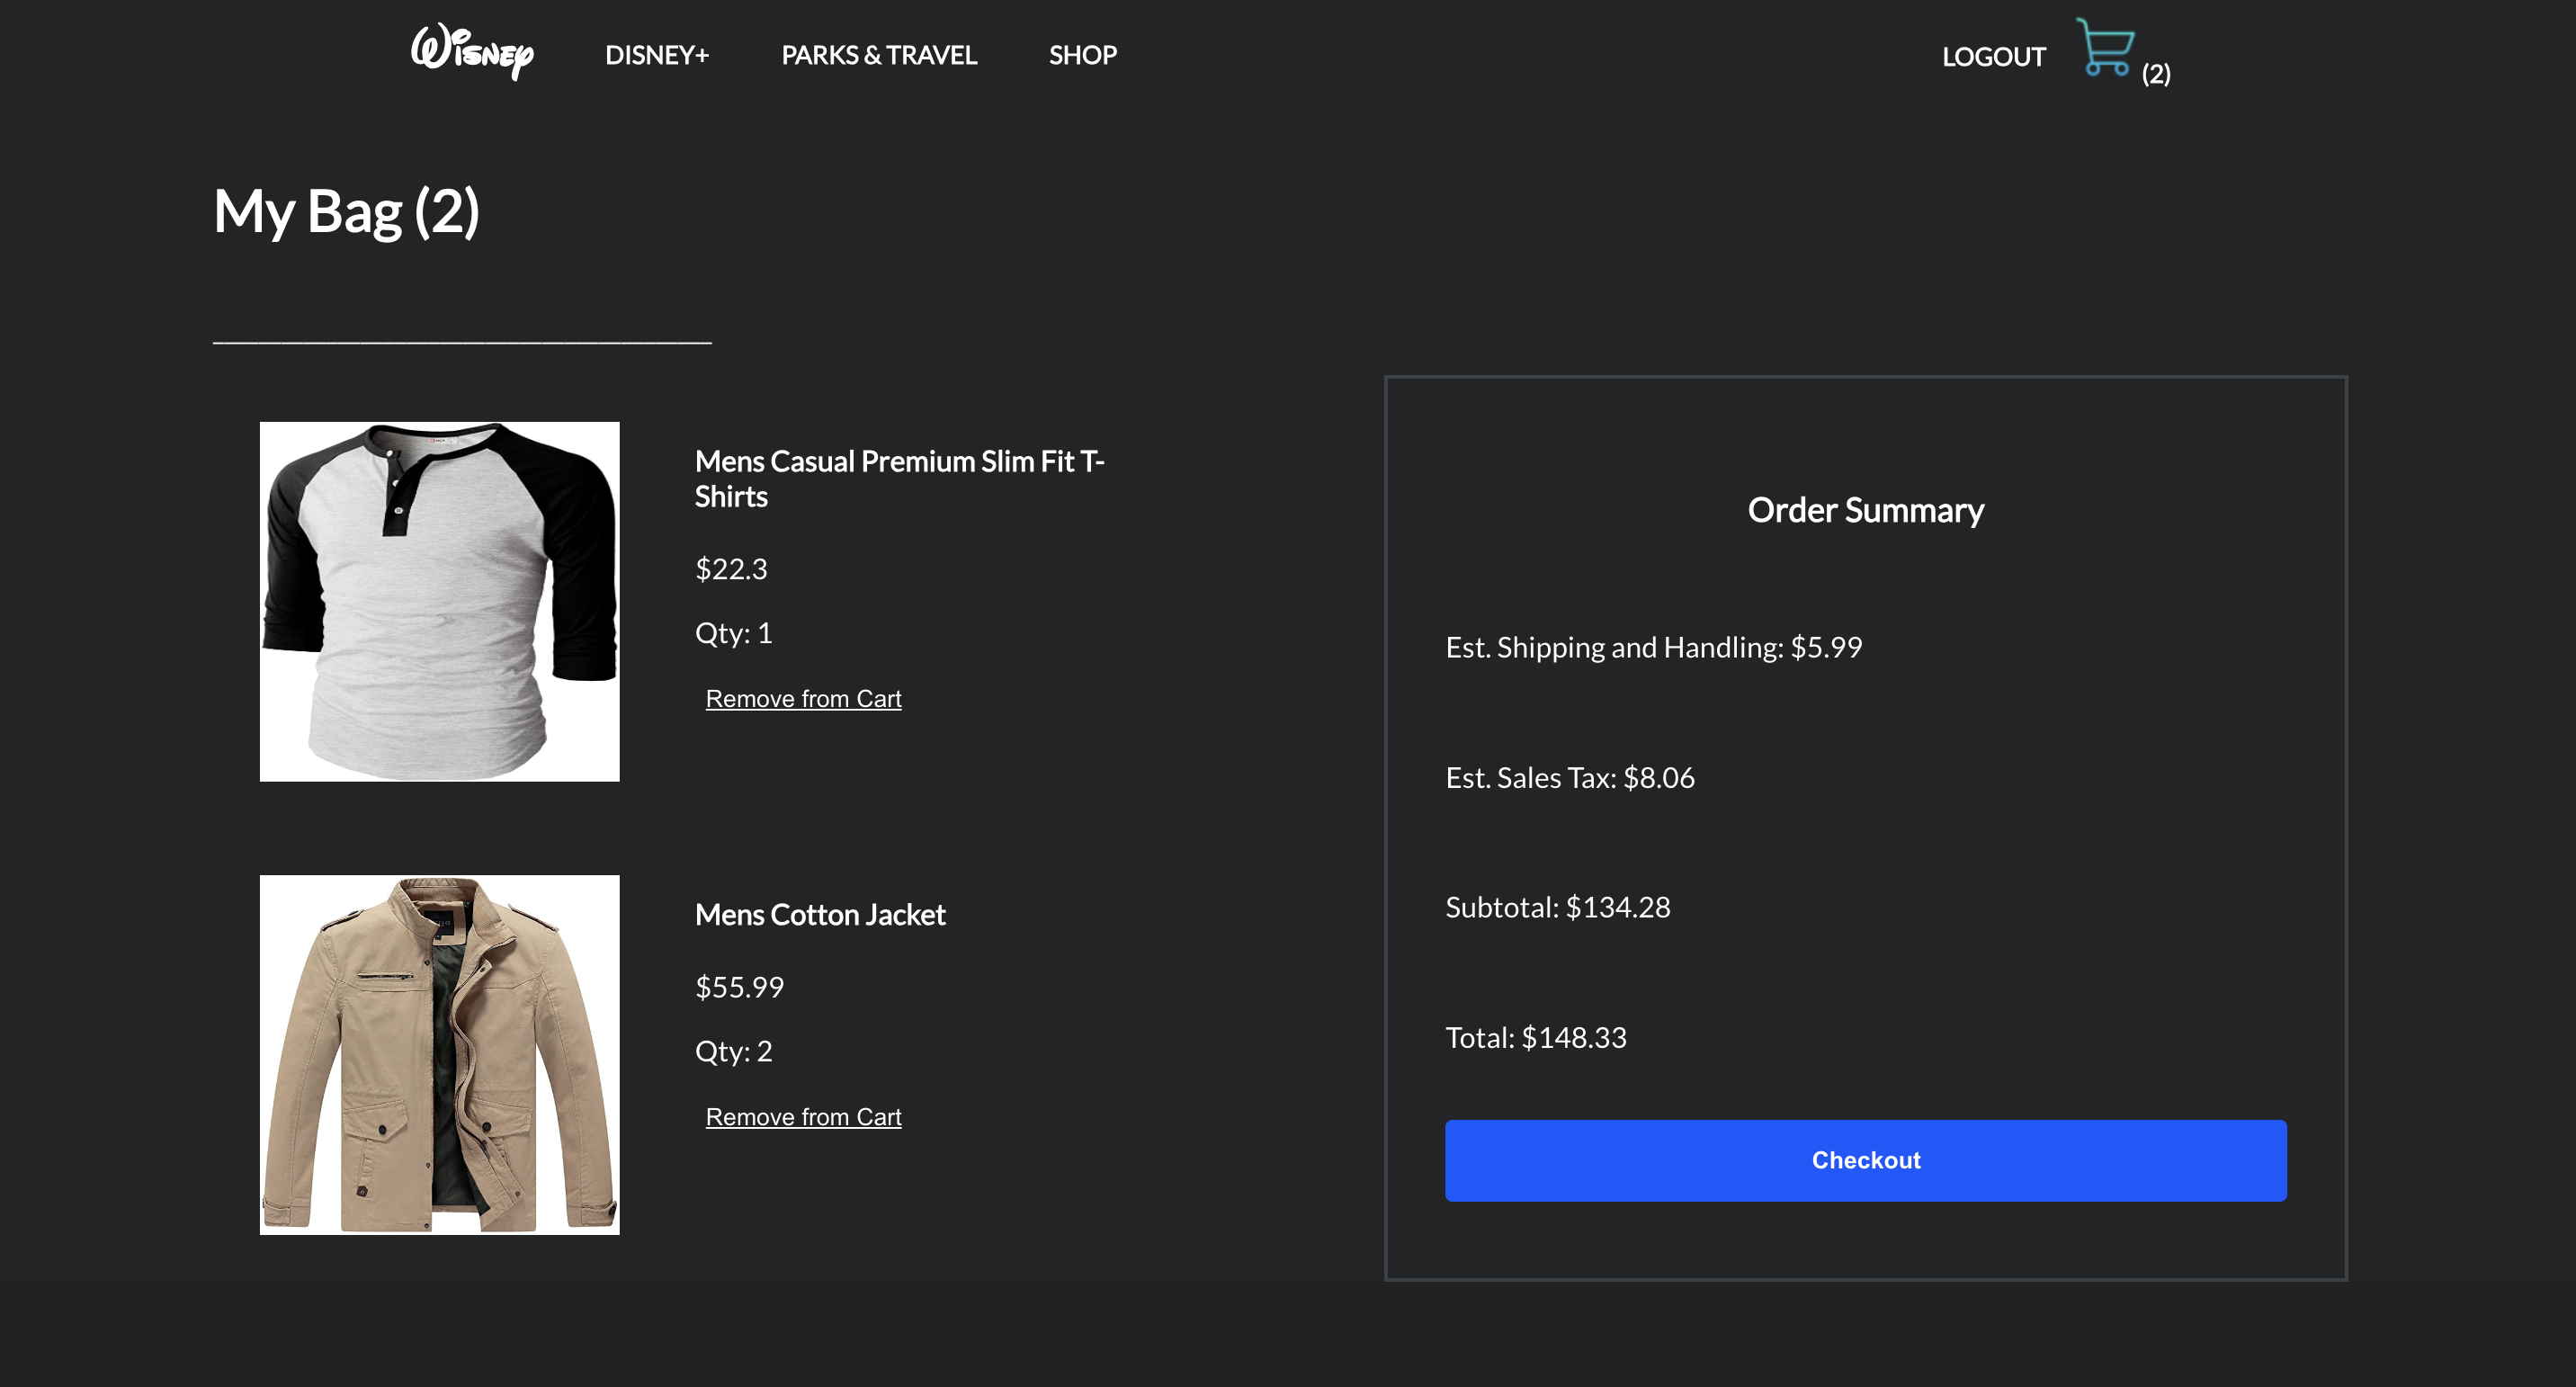 Wisney DISNEY+ PARKS & TRAVEL SHOP LOGOUT (2)
My Bag (2)
Mens Casual Premium Slim Fit T-
Shirts
$22.3
Qty: 1
Remove from Cart
Mens Cotton Jacket
$55.99
Qty: 2
Remove from Cart
Order Summary
Est. Shipping and Handling: $5.99
Est. Sales Tax: $8.06
Subtotal: $134.28
Total: $148.33
Checkout